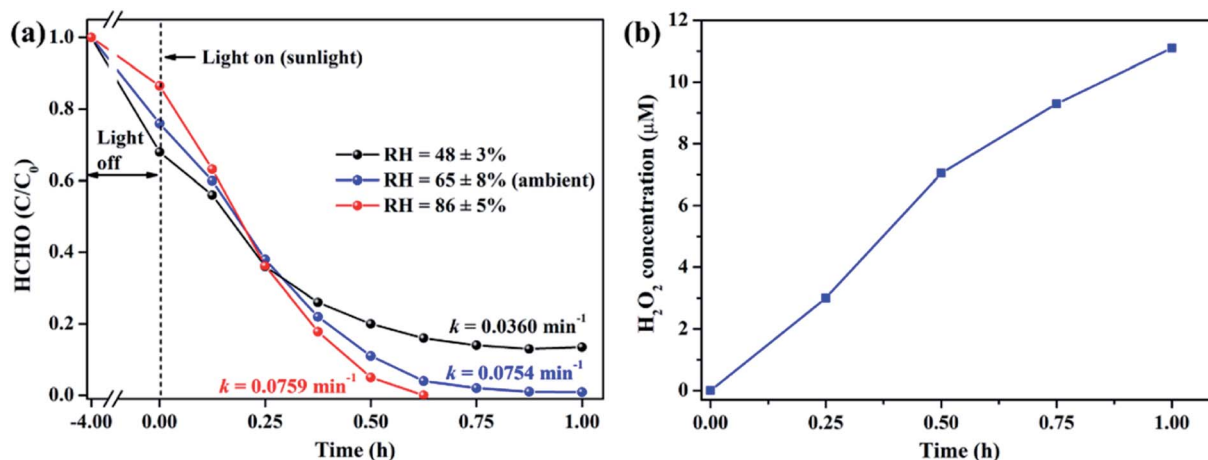 (a)
HCHO (C/C₀)
1.0
0.8
0.6
0.4
0.2
0.0
Light on (sunlight)
Light
off
RH = 48 ± 3%
RH = 65 ± 8% (ambient)
RH = 86 ± 5%
k = 0.0360 min⁻¹
k = 0.0754 min⁻¹
k = 0.0759 min⁻¹
-4.00 0.00 0.25 0.50 0.75 1.00
Time (h)
(b)
H₂O₂ concentration (μM)
12
10
8
6
4
2
0
0.00 0.25 0.50 0.75 1.00
Time (h)